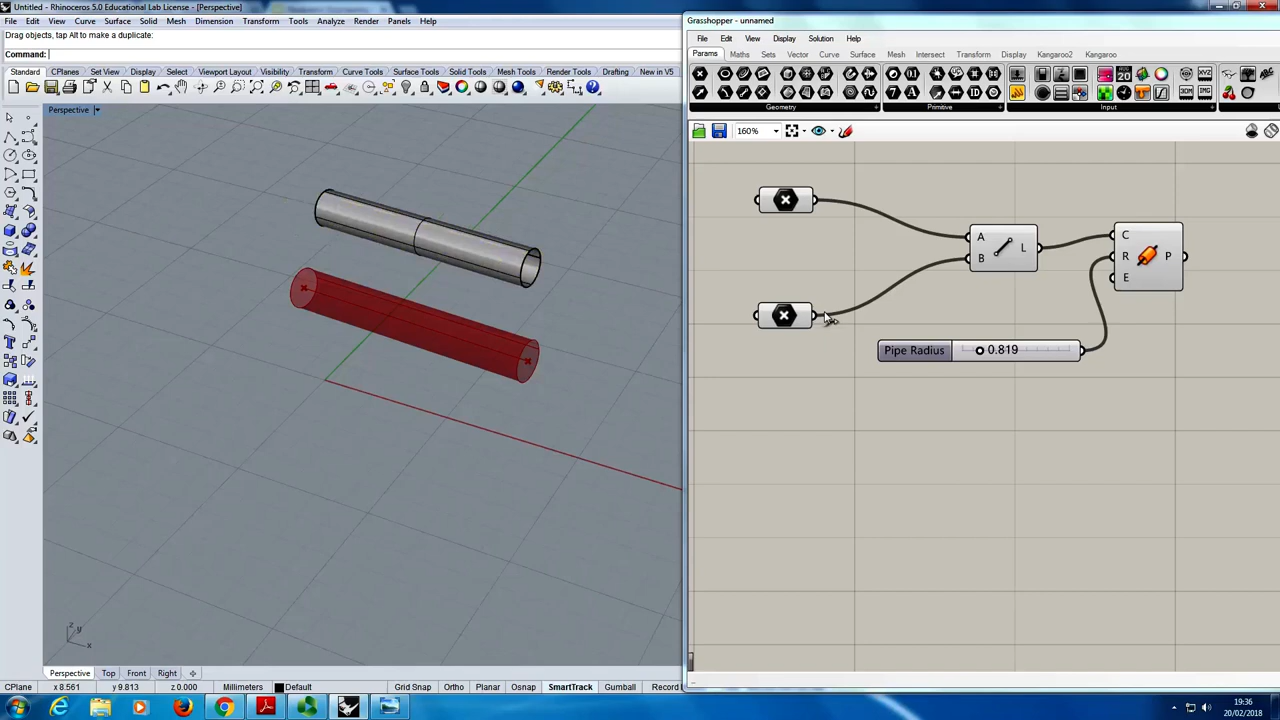 Untitled - Rhinoceros 5.0 Educational Lab License - [Perspective]
File Edit View Curve Surface Solid Mesh Dimension Transform Tools Analyze Render Panels Help
Drag objects, tap Alt to make a duplicate:
Command:
Standard CPlanes Set View Display Select Viewport Layout Visibility Transform Curve Tools Surface Tools Solid Tools Mesh Tools Render Tools Drafting New in V5
Perspective
z
y
x
Perspective Top Front Right
CPlane x 8.561 y 9.813 z 0.000 Millimeters Default Grid Snap Ortho Planar Osnap SmartTrack Gumball Record
Grasshopper - unnamed
File Edit View Display Solution Help
Params Maths Sets Vector Curve Surface Mesh Intersect Transform Display Kangaroo2 Kangaroo
Geometry Primitive Input
160%
A
B
L
C
R
E
P
Pipe Radius 0.819
19:36
20/02/2018